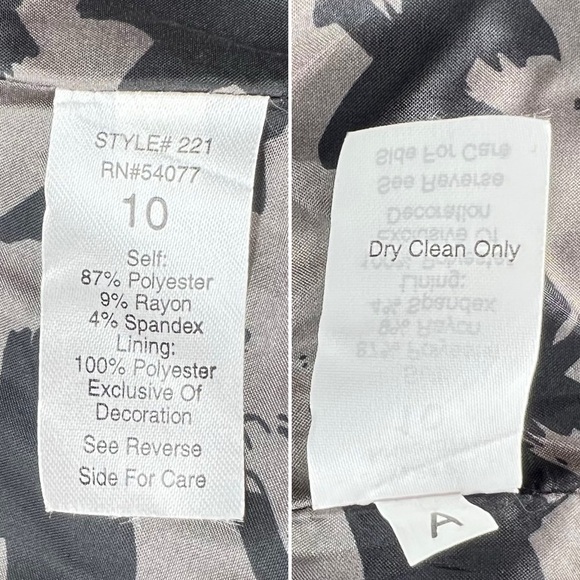 STYLE# 221
RN#54077
10
Self:
87% Polyester
9% Rayon
4% Spandex
Lining:
100% Polyester
Exclusive Of
Decoration
See Reverse
Side For Care
Dry Clean Only
A